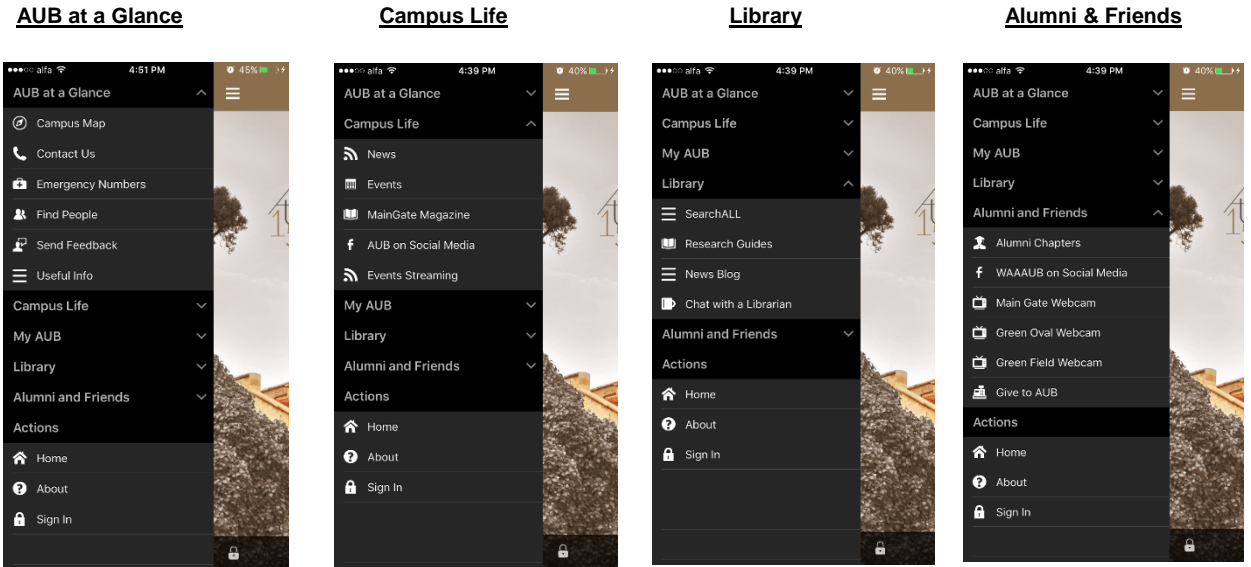 AUB at a Glance
Campus Life
Library
Alumni & Friends
alfa 4:51 PM 45%
AUB at a Glance
Campus Map
Contact Us
Emergency Numbers
Find People
Send Feedback
Useful Info
Campus Life
My AUB
Library
Alumni and Friends
Actions
Home
About
Sign In
alfa 4:39 PM 40%
AUB at a Glance
Campus Life
News
Events
MainGate Magazine
AUB on Social Media
Events Streaming
My AUB
Library
Alumni and Friends
Actions
Home
About
Sign In
alfa 4:39 PM 40%
AUB at a Glance
Campus Life
My AUB
Library
SearchALL
Research Guides
News Blog
Chat with a Librarian
Alumni and Friends
Actions
Home
About
Sign In
alfa 4:39 PM 40%
AUB at a Glance
Campus Life
My AUB
Library
Alumni and Friends
Alumni Chapters
WAAAUB on Social Media
Main Gate Webcam
Green Oval Webcam
Green Field Webcam
Give to AUB
Actions
Home
About
Sign In